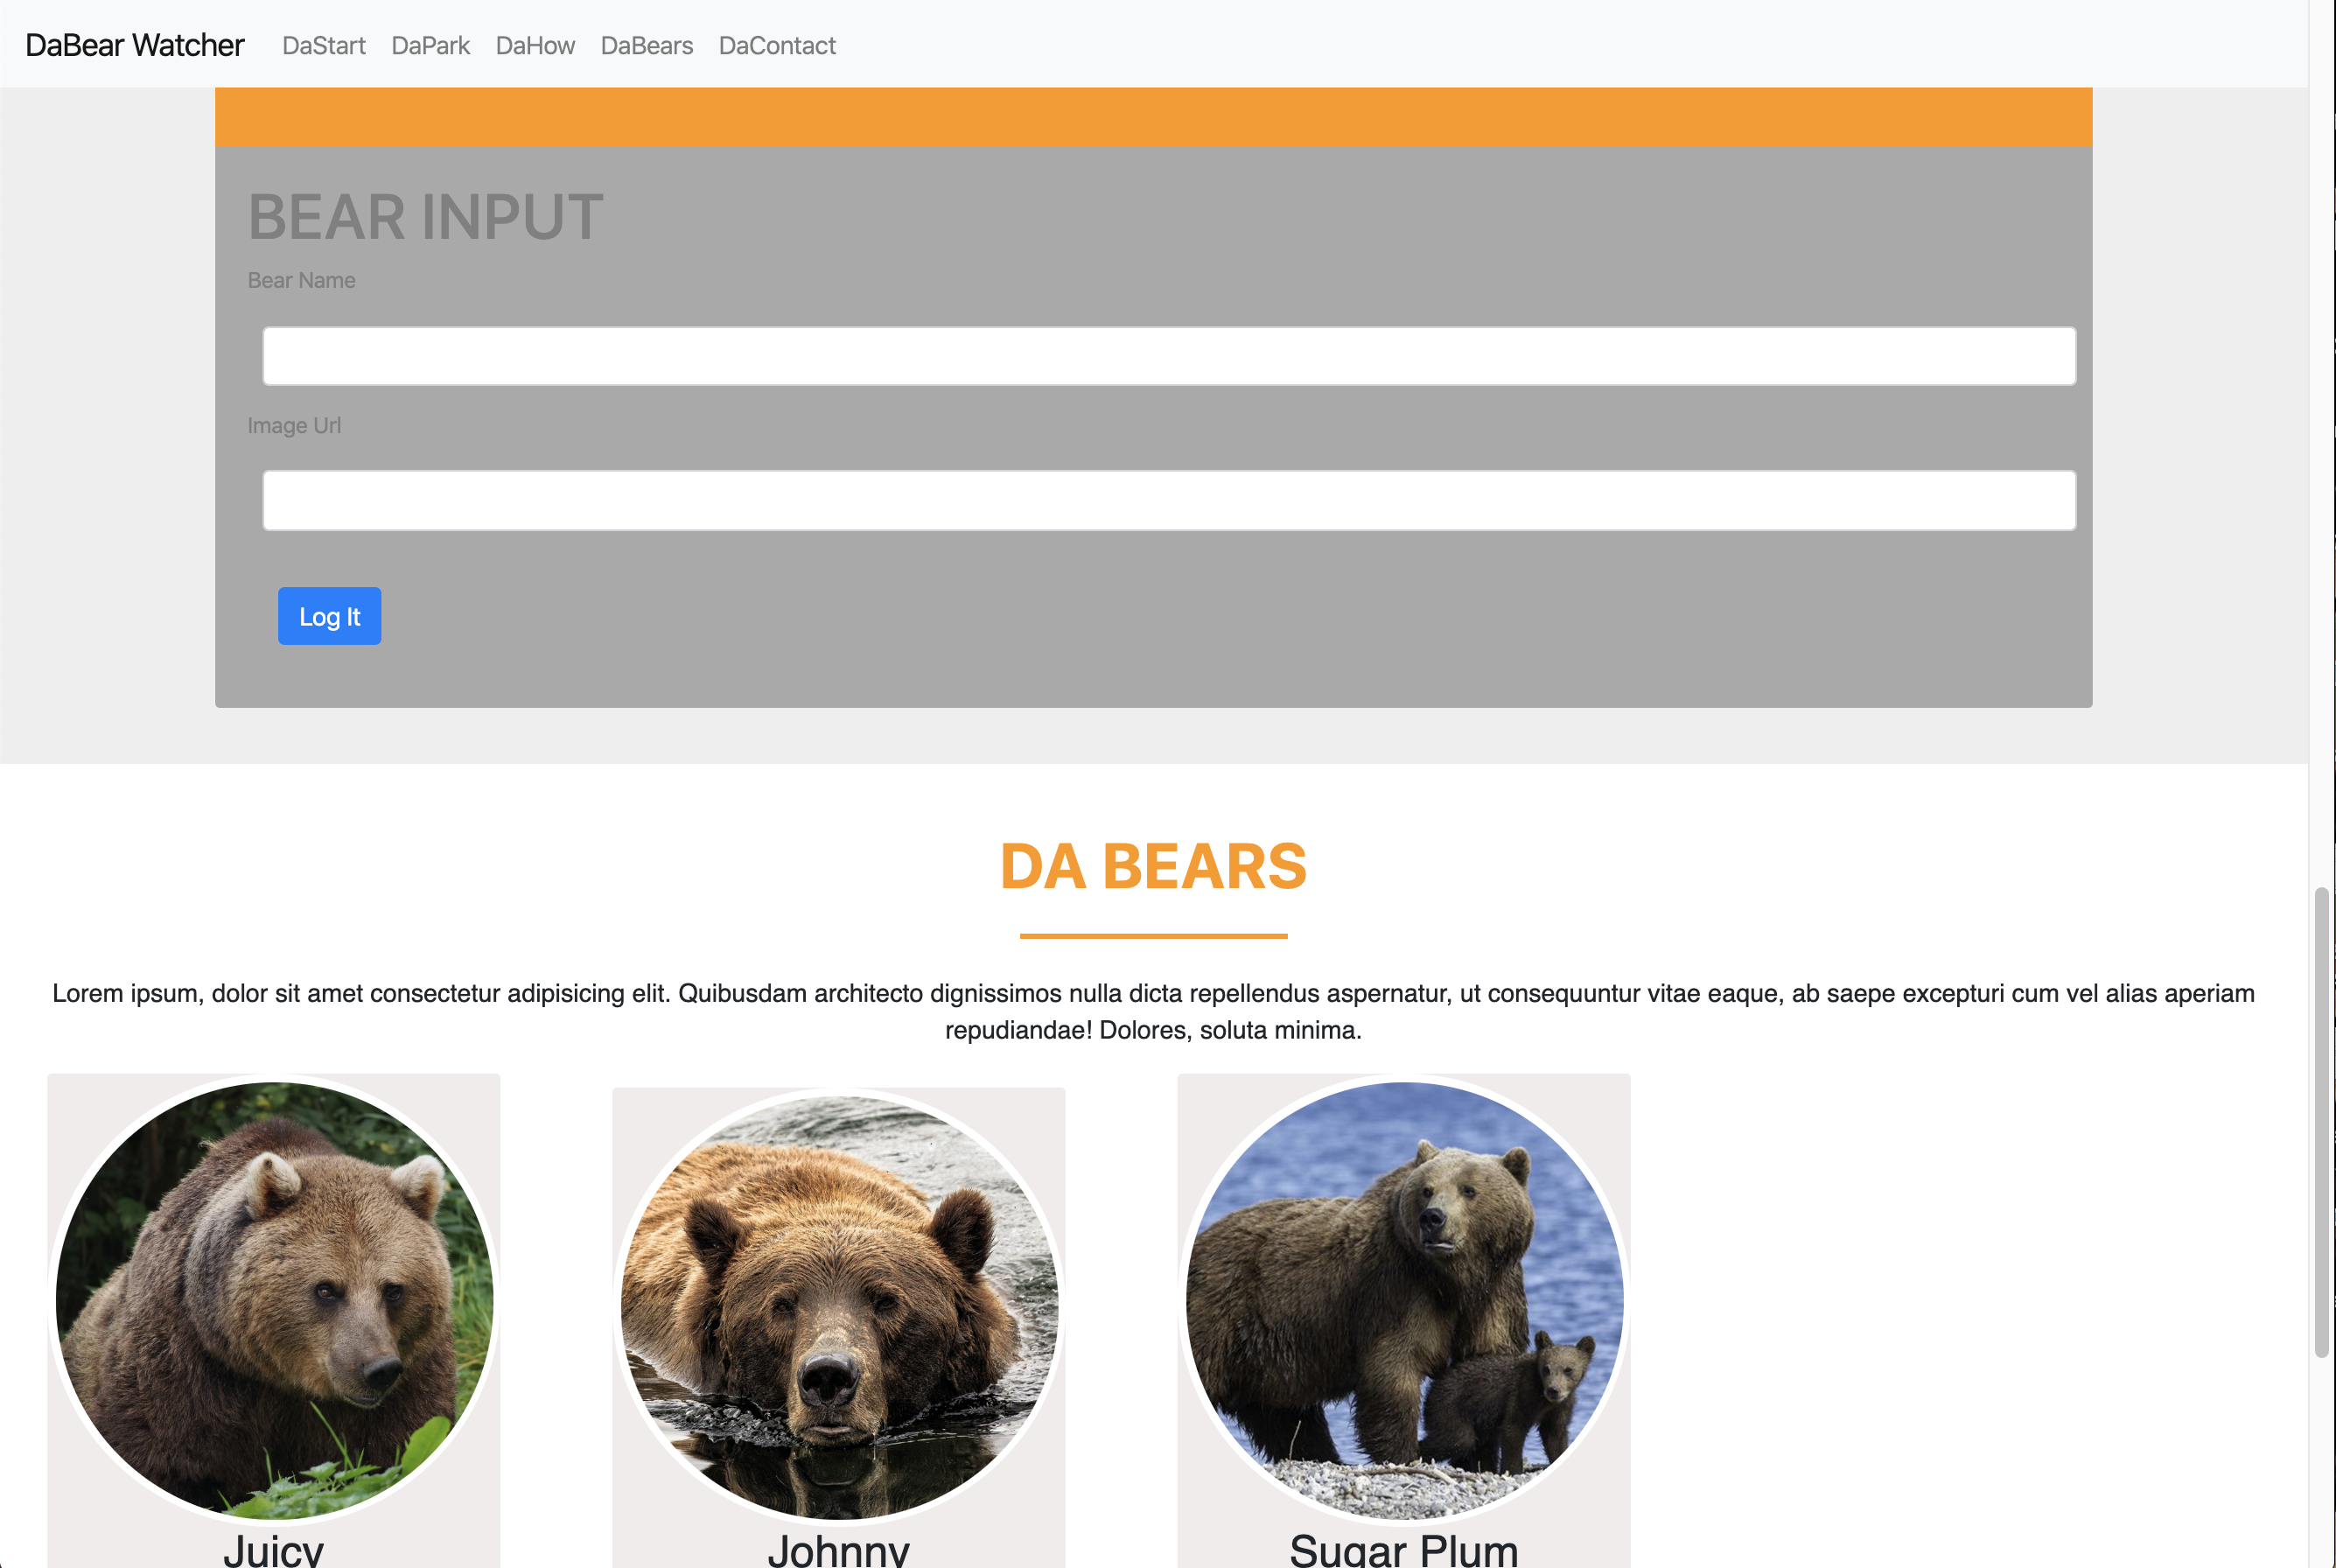 DaBear Watcher DaStart DaPark DaHow DaBears DaContact
BEAR INPUT
Bear Name
Image Url
Log It
DA BEARS
Lorem ipsum, dolor sit amet consectetur adipisicing elit. Quibusdam architecto dignissimos nulla dicta repellendus aspernatur, ut consequuntur vitae eaque, ab saepe excepturi cum vel alias aperiam
repudiandae! Dolores, soluta minima.
Juicy Johnny Sugar Plum